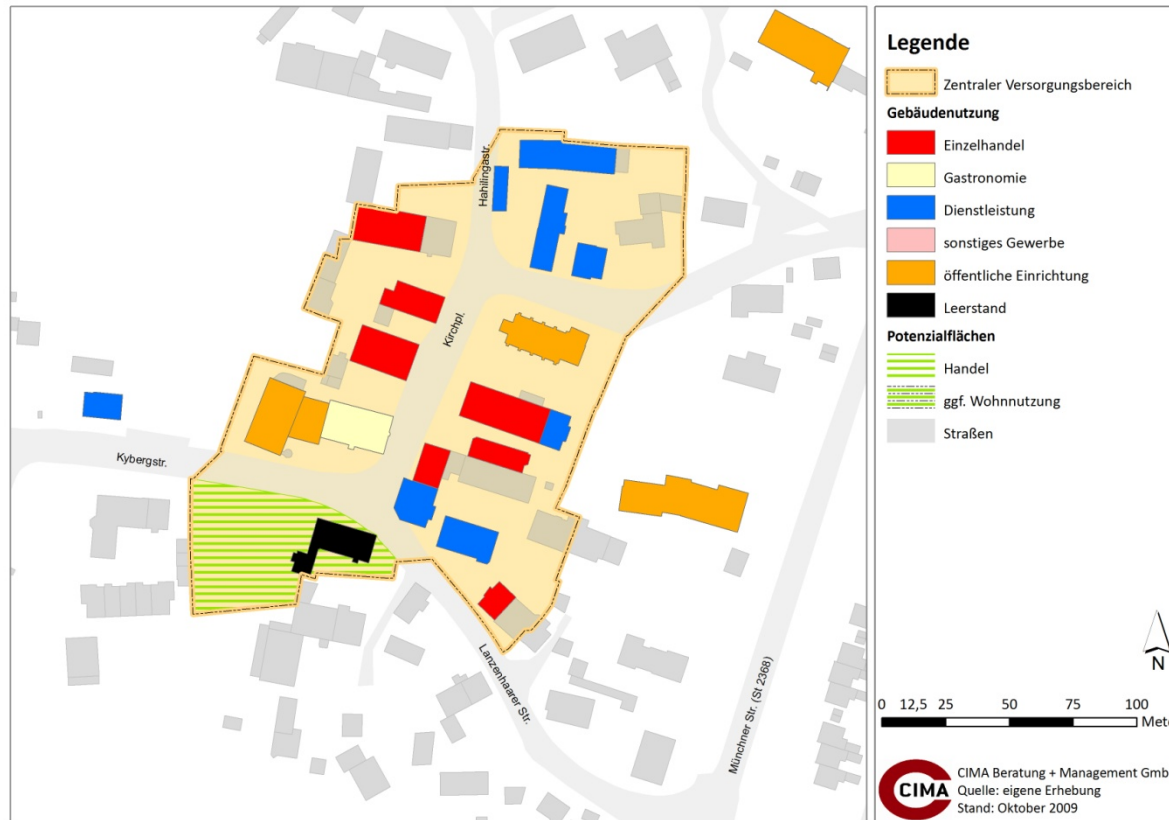 Hahilingastr.
Kirchpl.
Kybergstr.
Lanzenhaarer Str.
Münchner Str. (St 2368)
Legende
Zentraler Versorgungsbereich
Gebäudenutzung
Einzelhandel
Gastronomie
Dienstleistung
sonstiges Gewerbe
öffentliche Einrichtung
Leerstand
Potenzialflächen
Handel
ggf. Wohnnutzung
Straßen
N
0 12,5 25 50 75 100
Mete
CIMA
CIMA Beratung + Management Gmb
Quelle: eigene Erhebung
Stand: Oktober 2009